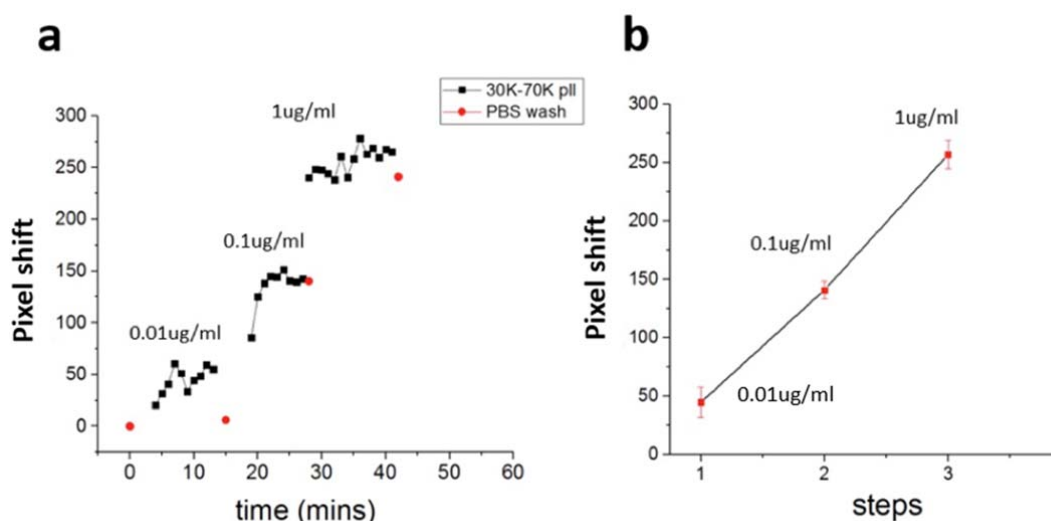 a
30K-70K pll
PBS wash
1ug/ml
0.1ug/ml
0.01ug/ml
300
250
200
150
100
50
0
Pixel shift
0 10 20 30 40 50 60
time (mins)
b
1ug/ml
0.1ug/ml
0.01ug/ml
300
250
200
150
100
50
0
Pixel shift
1 2 3
steps